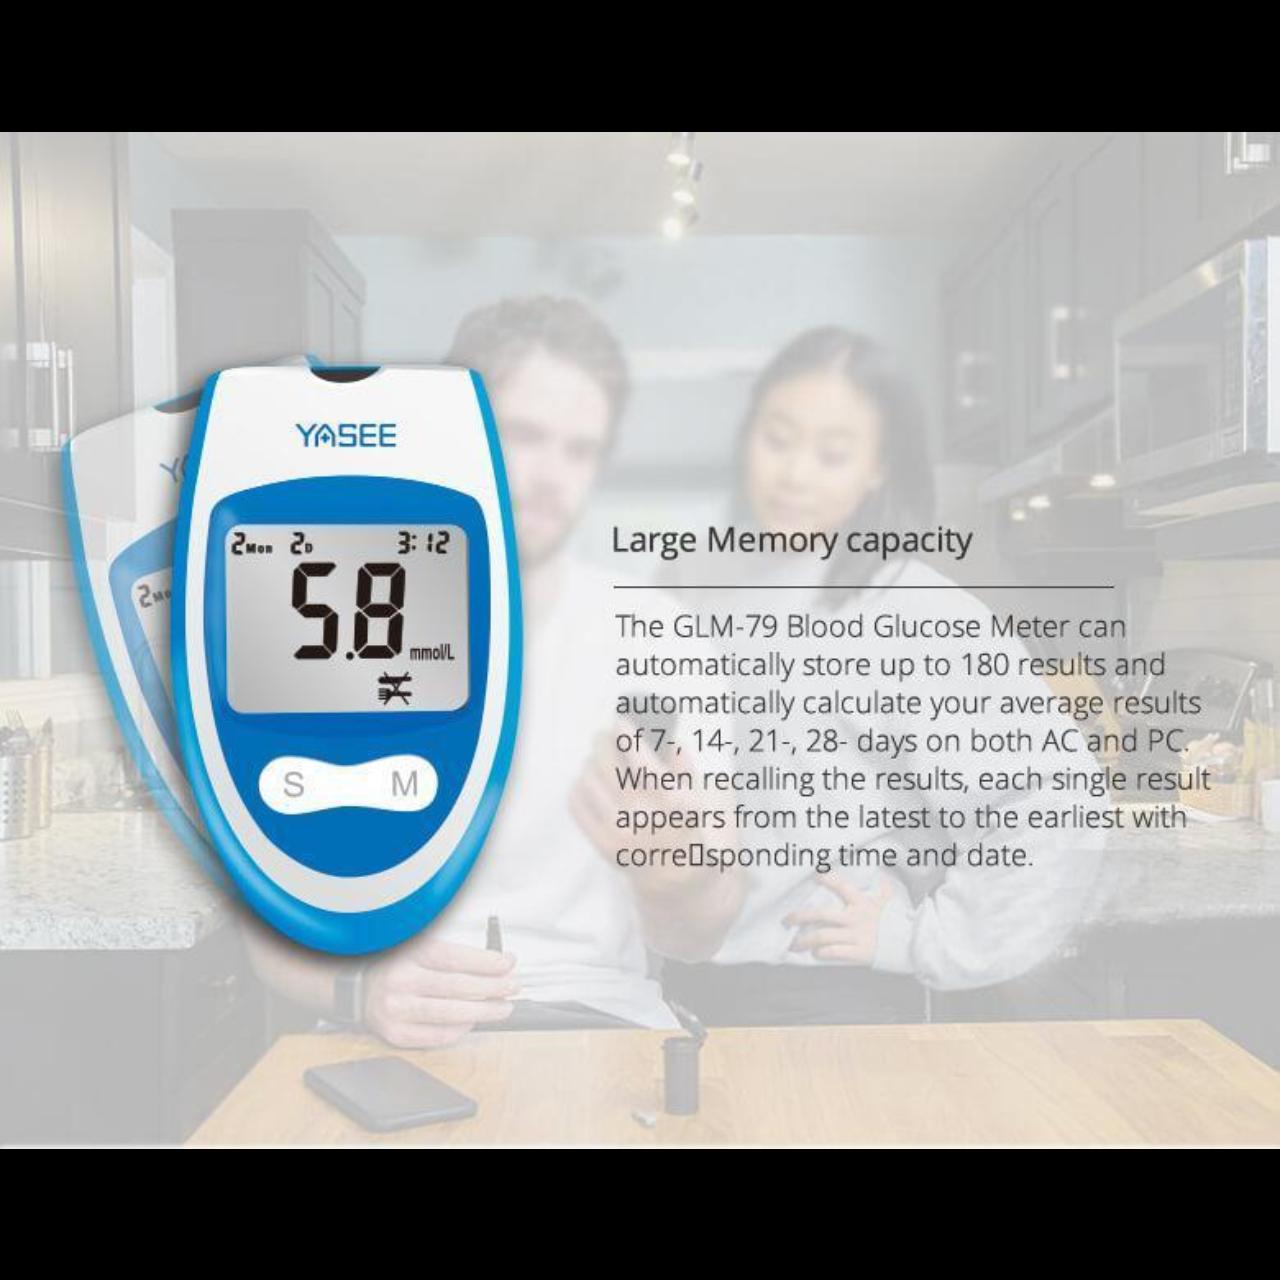 YASEE
2Mon 2D 3:12
5.8 mmol/L
S M
Large Memory capacity
The GLM-79 Blood Glucose Meter can
automatically store up to 180 results and
automatically calculate your average results
of 7-, 14-, 21-, 28- days on both AC and PC.
When recalling the results, each single result
appears from the latest to the earliest with
corre▯sponding time and date.